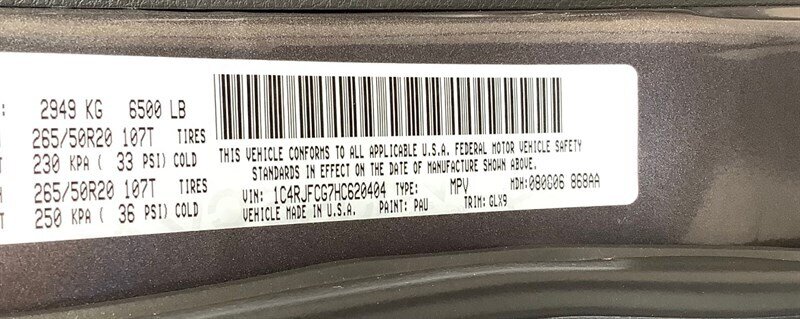 : 2949 KG 6500 LB
265/50R20 107T TIRES
230 KPA ( 33 PSI) COLD
265/50R20 107T TIRES
250 KPA ( 36 PSI) COLD
THIS VEHICLE CONFORMS TO ALL APPLICABLE U.S.A. FEDERAL MOTOR VEHICLE SAFETY
STANDARDS IN EFFECT ON THE DATE OF MANUFACTURE SHOWN ABOVE.
VIN: 1C4RJFCG7HC620404 TYPE: MPV MDH: 080806 868AA
VEHICLE MADE IN U.S.A. PAINT: PAU TRIM: GLX9